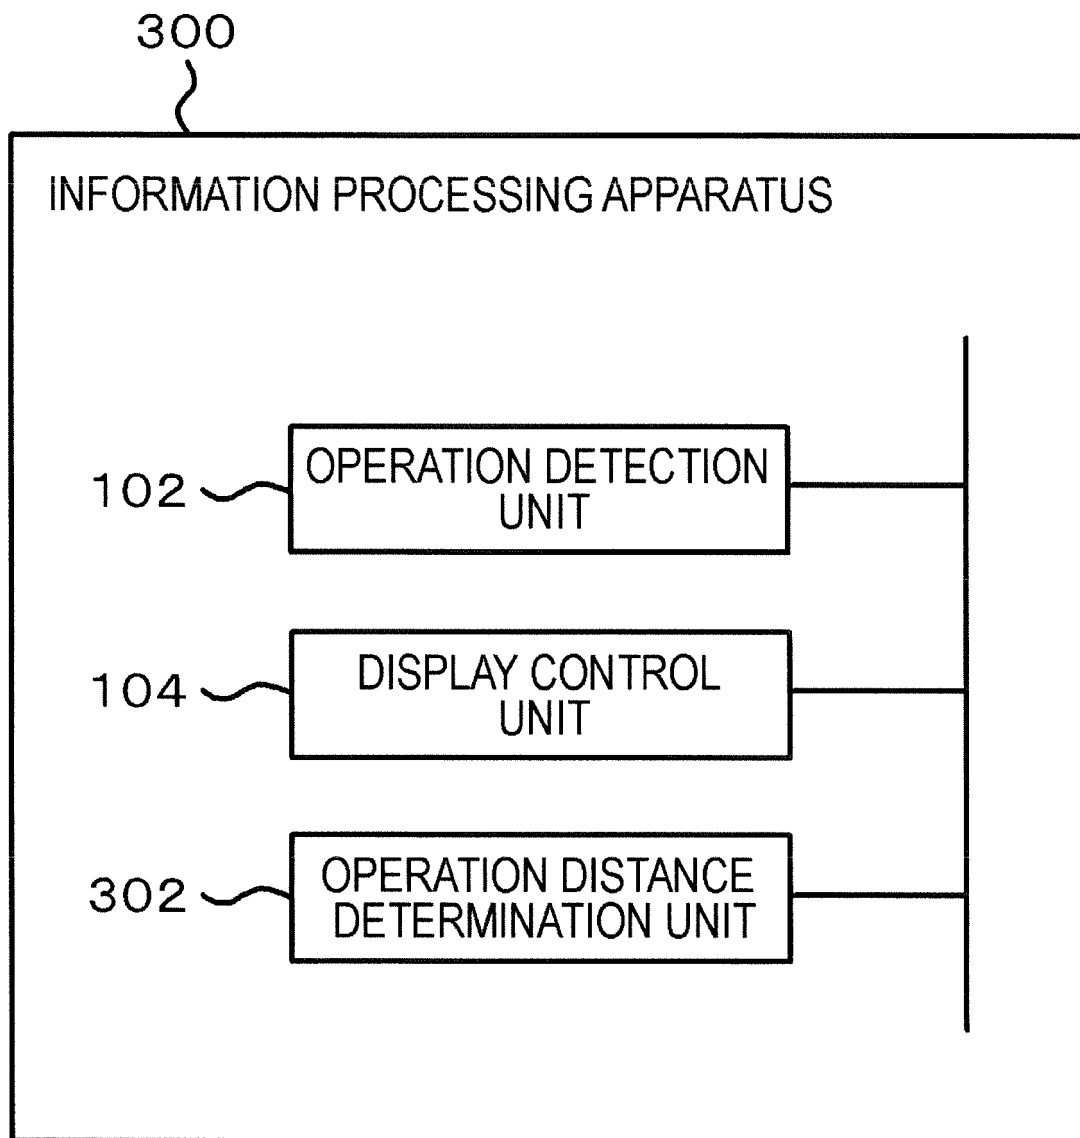 300
INFORMATION PROCESSING APPARATUS
102
OPERATION DETECTION
UNIT
104
DISPLAY CONTROL
UNIT
302
OPERATION DISTANCE
DETERMINATION UNIT